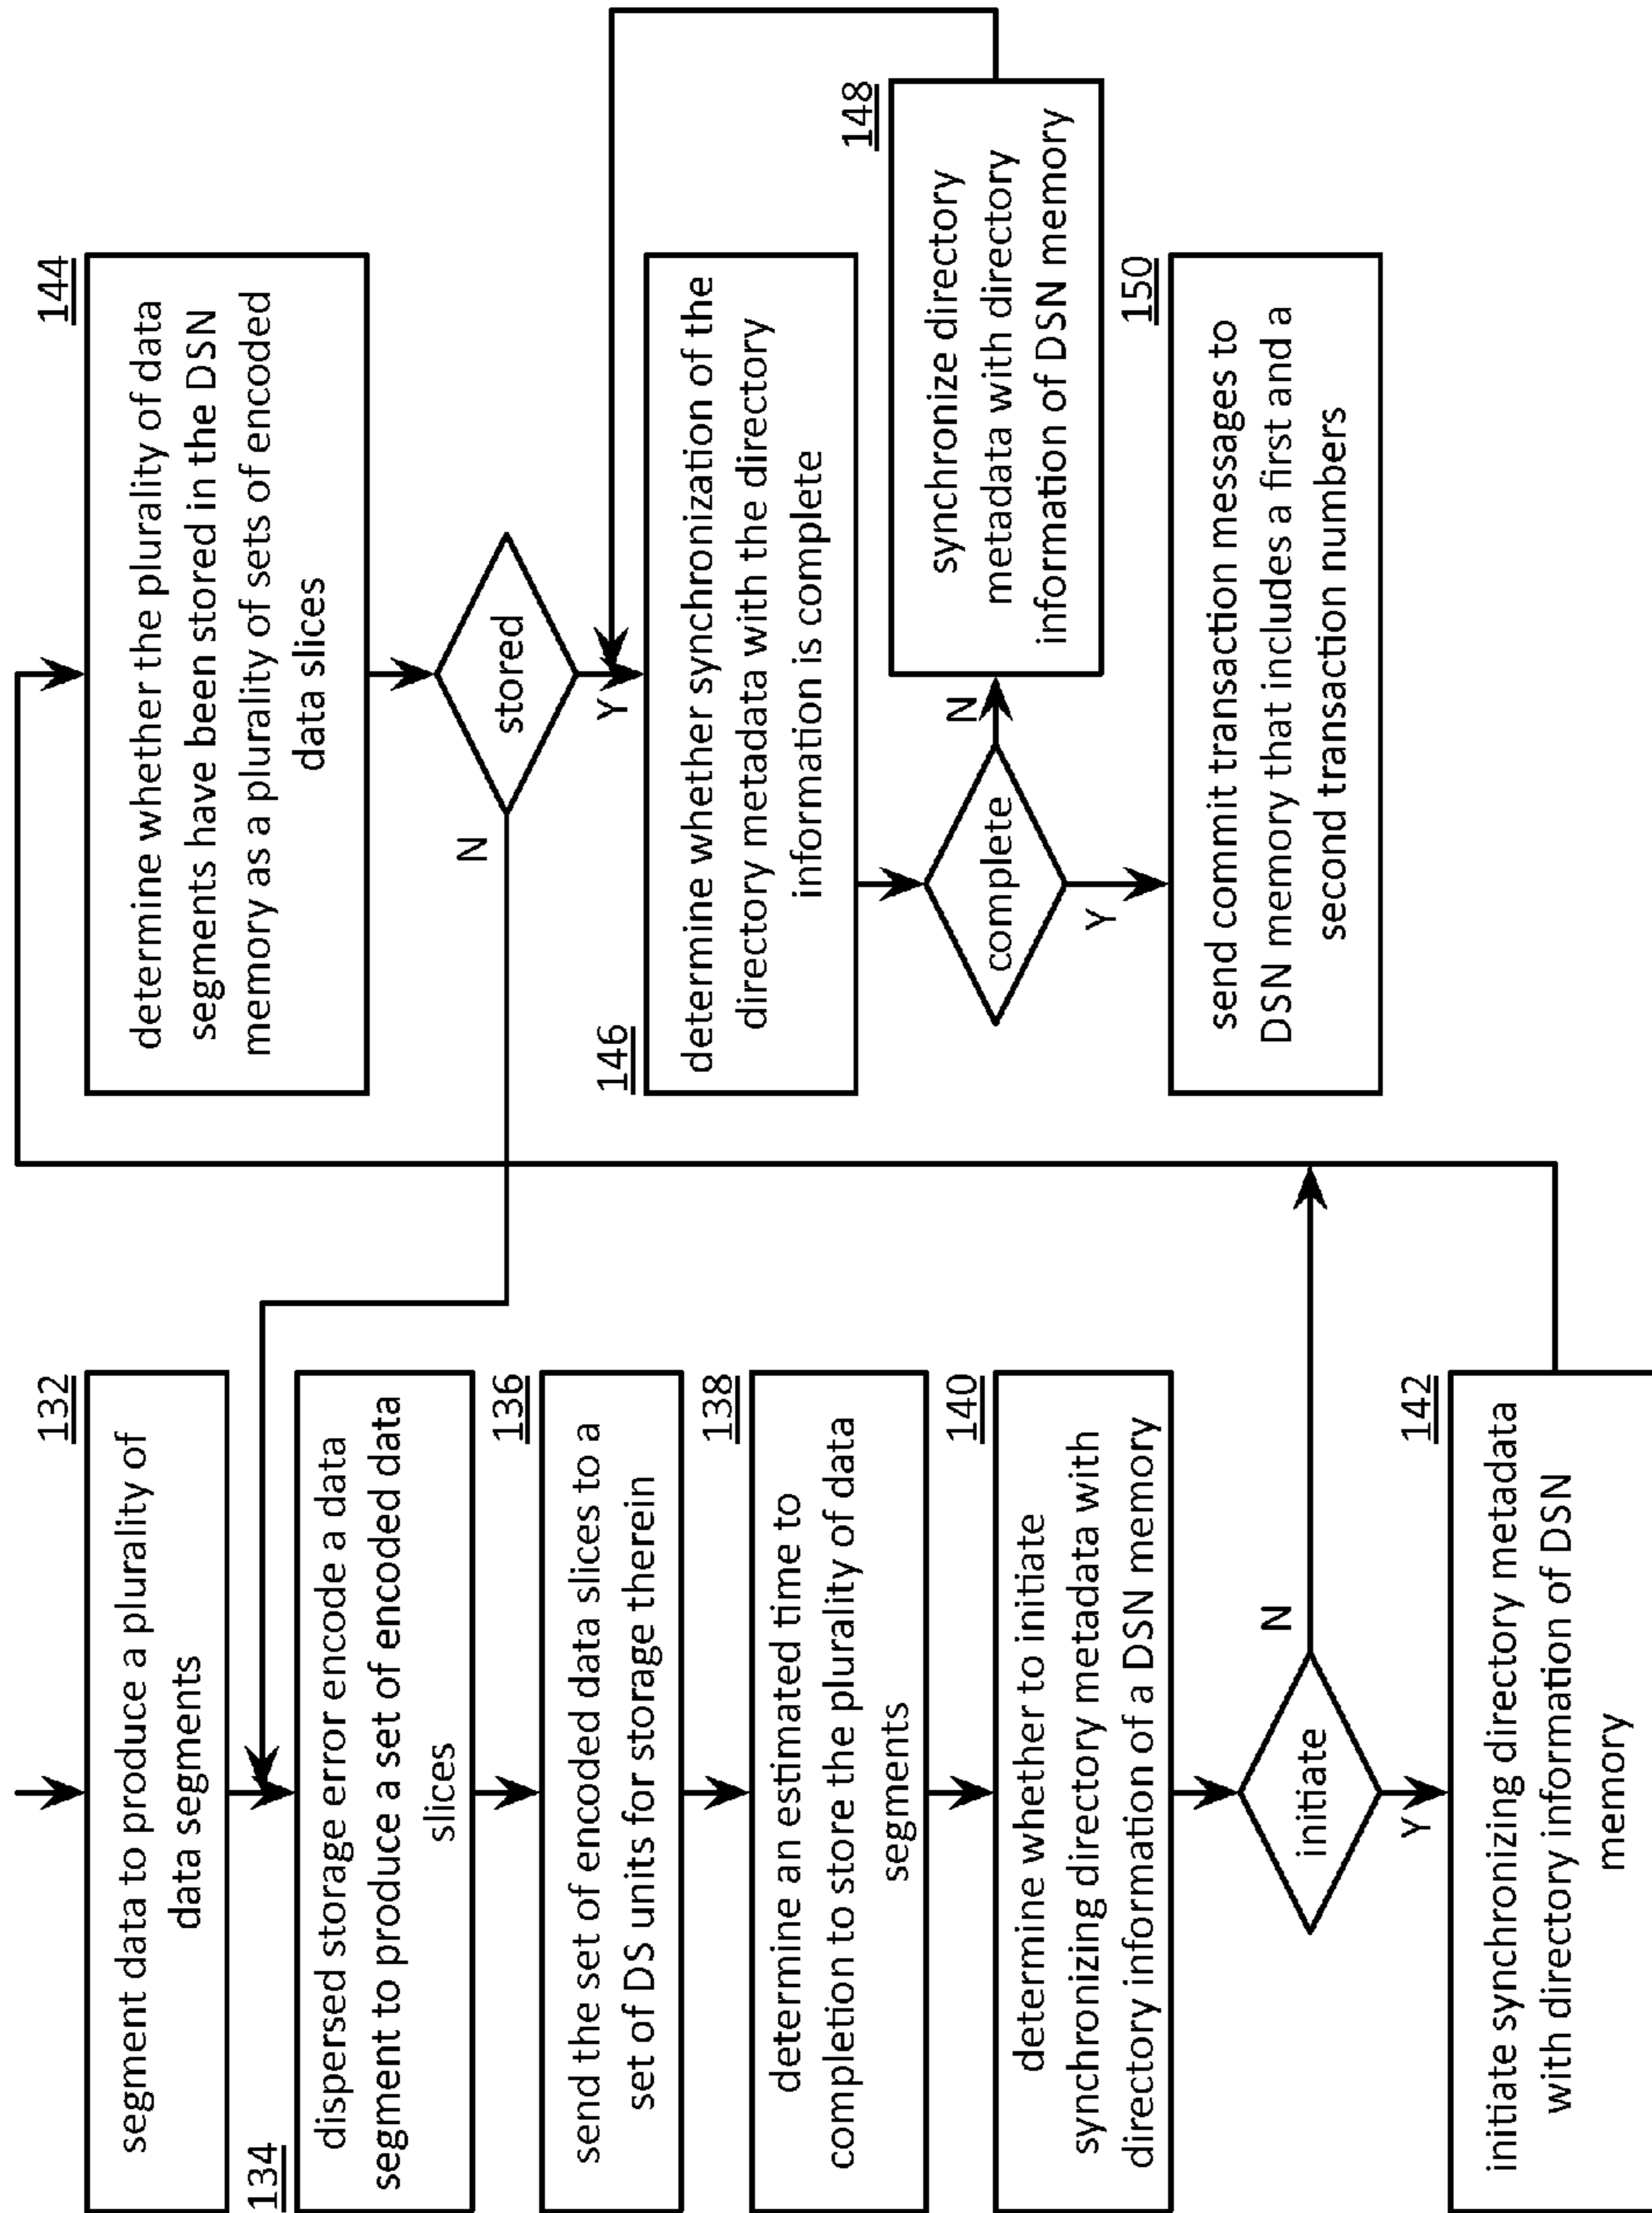 132
segment data to produce a plurality of
data segments
134
dispersed storage error encode a data
segment to produce a set of encoded data
slices
136
send the set of encoded data slices to a
set of DS units for storage therein
138
determine an estimated time to
completion to store the plurality of data
segments
140
determine whether to initiate
synchronizing directory metadata with
directory information of a DSN memory
initiate
N
Y
142
initiate synchronizing directory metadata
with directory information of DSN
memory
144
determine whether the plurality of data
segments have been stored in the DSN
memory as a plurality of sets of encoded
data slices
stored
N
Y
146
determine whether synchronization of the
directory metadata with the directory
information is complete
complete
N
Y
148
synchronize directory
metadata with directory
information of DSN memory
150
send commit transaction messages to
DSN memory that includes a first and a
second transaction numbers